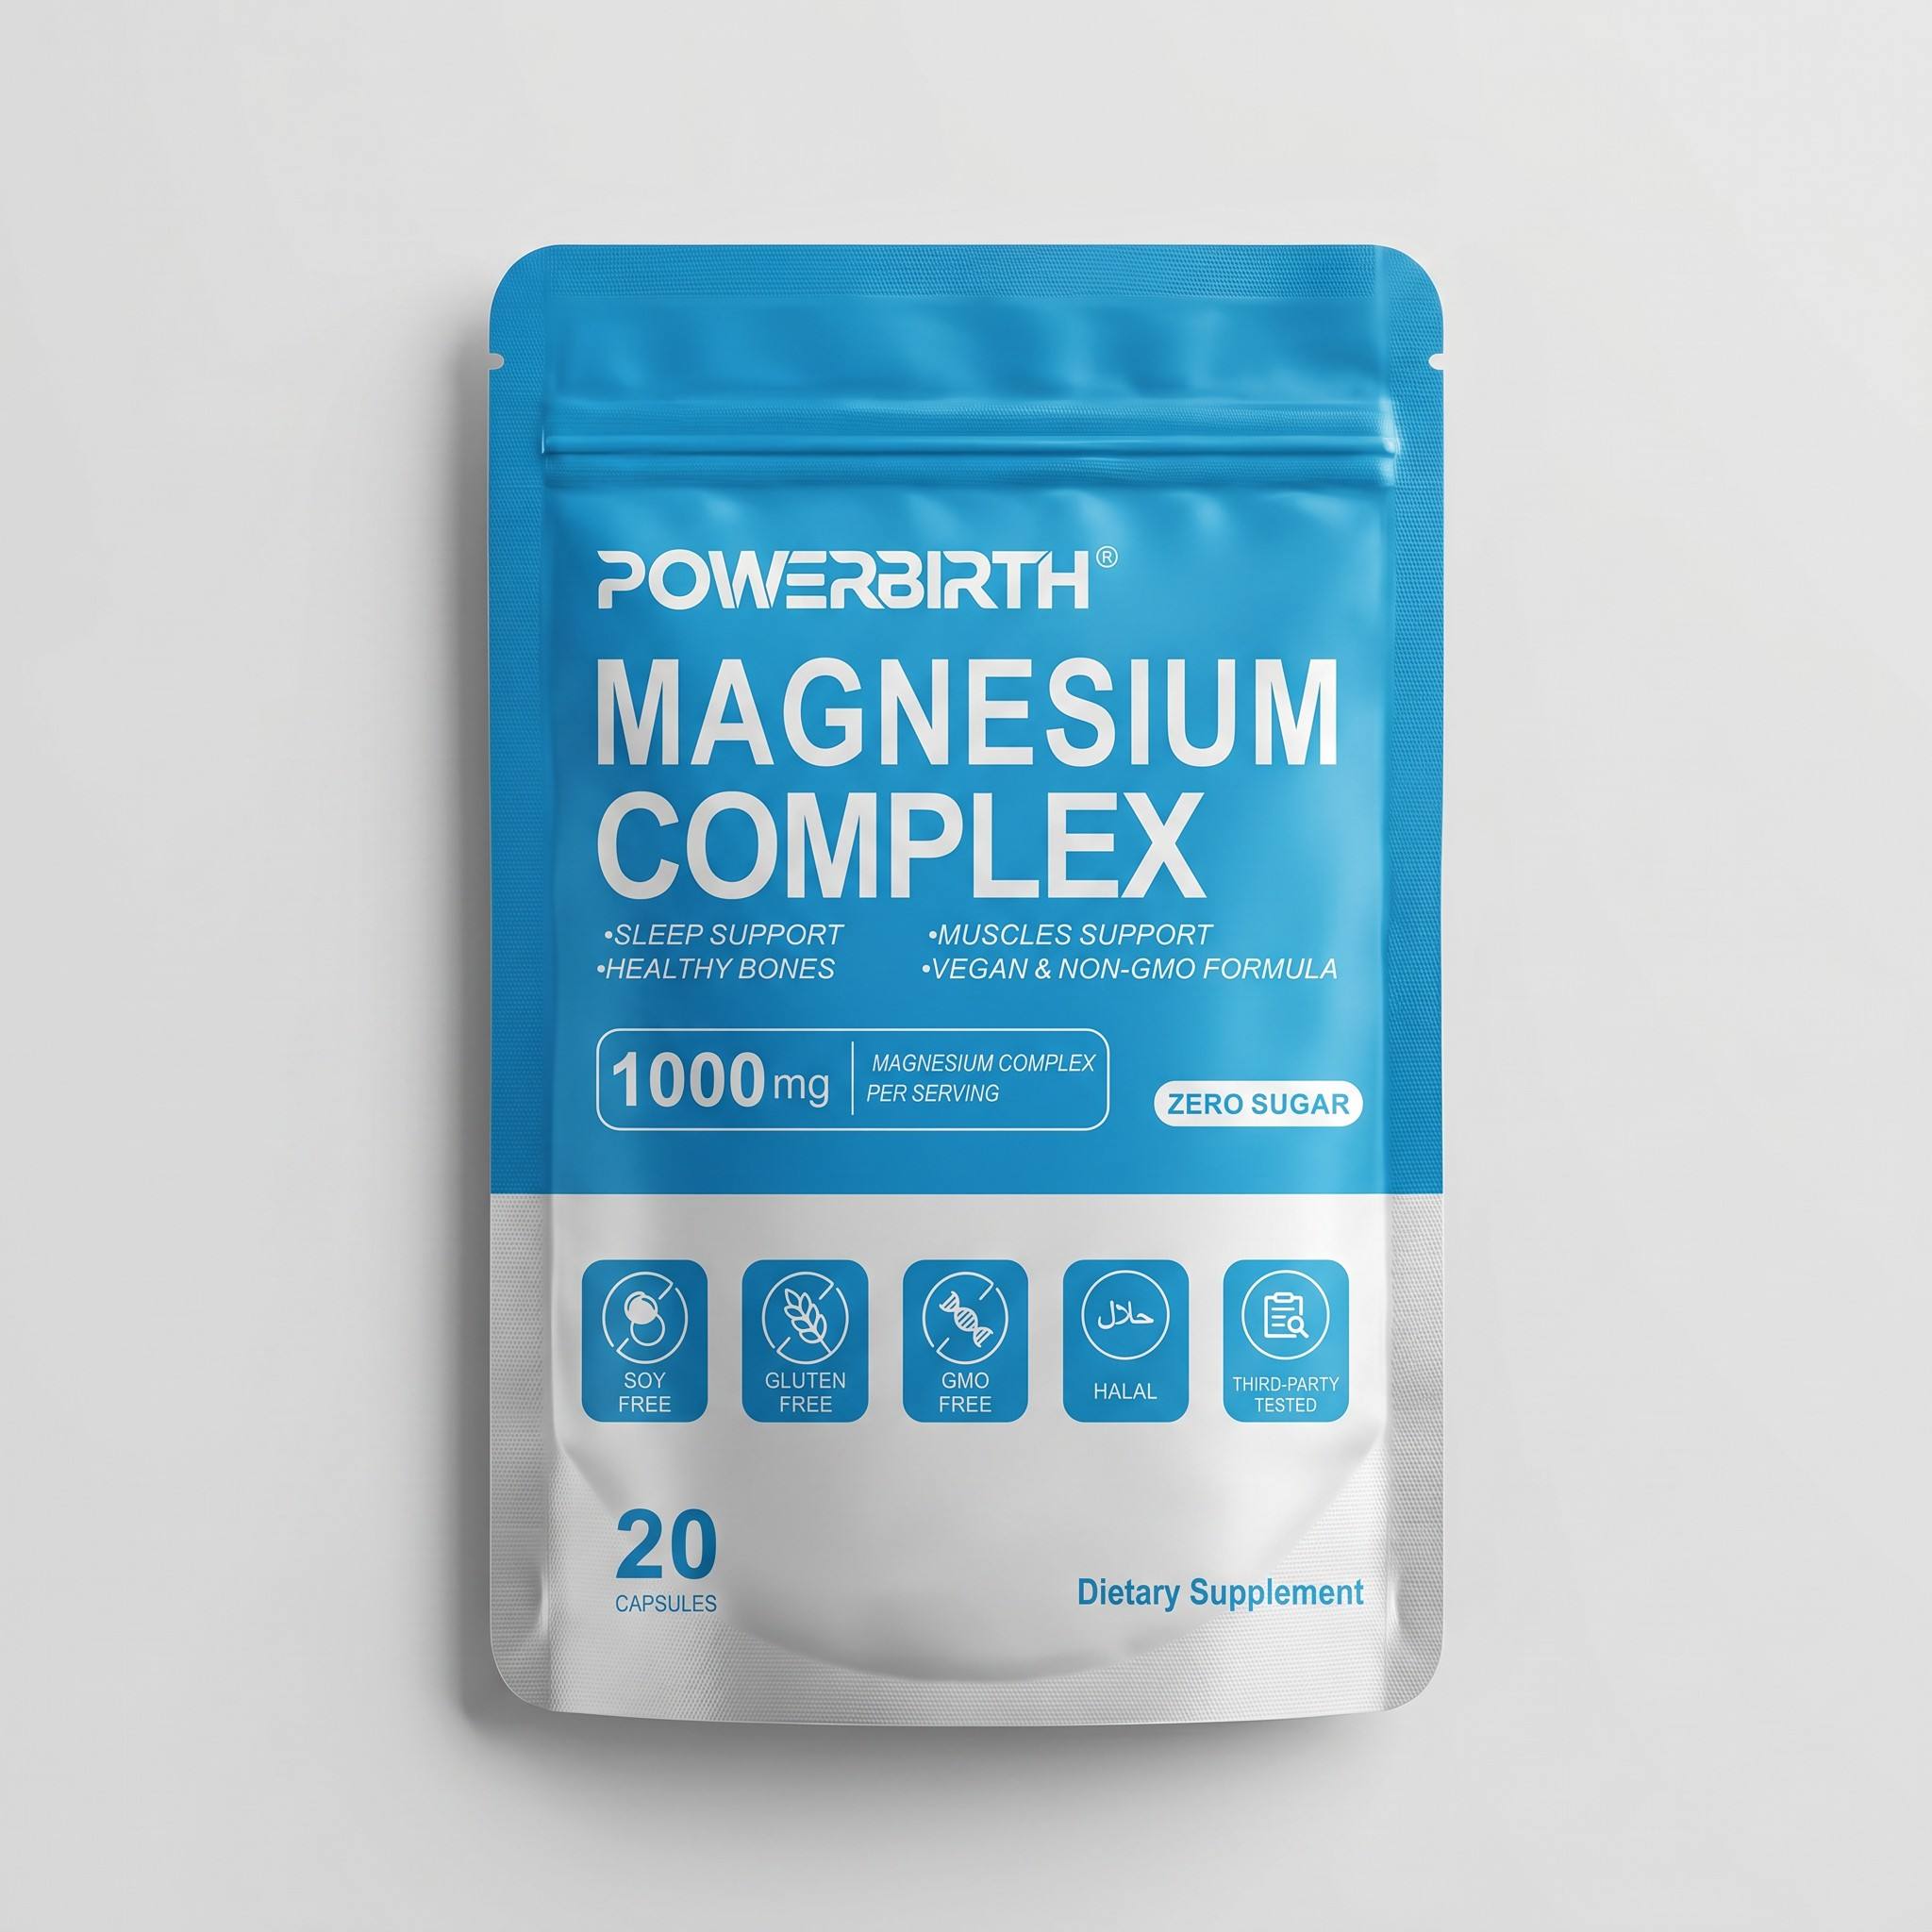 POWERBIRTH®
MAGNESIUM
COMPLEX
•SLEEP SUPPORT
•MUSCLES SUPPORT
•HEALTHY BONES
•VEGAN & NON-GMO FORMULA
1000mg
MAGNESIUM COMPLEX
PER SERVING
ZERO SUGAR
SOY
FREE
GLUTEN
FREE
GMO
FREE
حلال
HALAL
THIRD-PARTY
TESTED
20
CAPSULES
Dietary Supplement